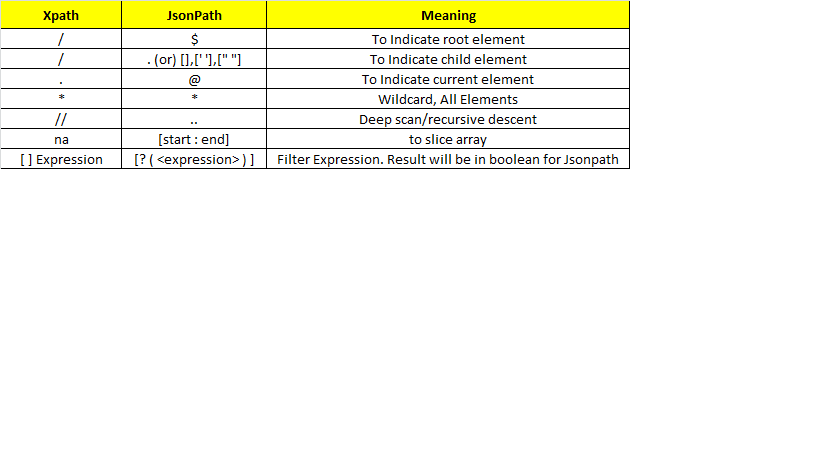 Xpath JsonPath Meaning
/ $ To Indicate root element
/ . (or) [],[' '],[" "] To Indicate child element
. @ To Indicate current element
* * Wildcard, All Elements
// .. Deep scan/recursive descent
na [start : end] to slice array
[ ] Expression [? ( <expression> ) ] Filter Expression. Result will be in boolean for Jsonpath